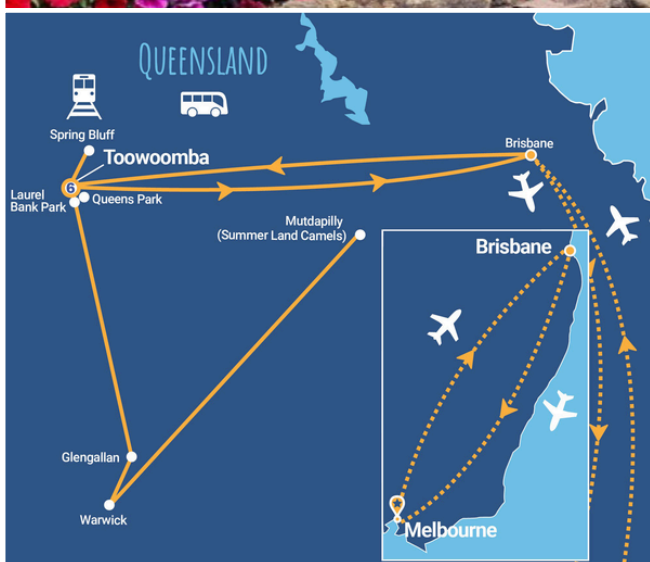 QUEENSLAND
Spring Bluff
Toowoomba
Brisbane
6
Laurel
Bank Park
Queens Park
Mutdapilly
(Summer Land Camels)
Brisbane
Glengallan
Warwick
Melbourne